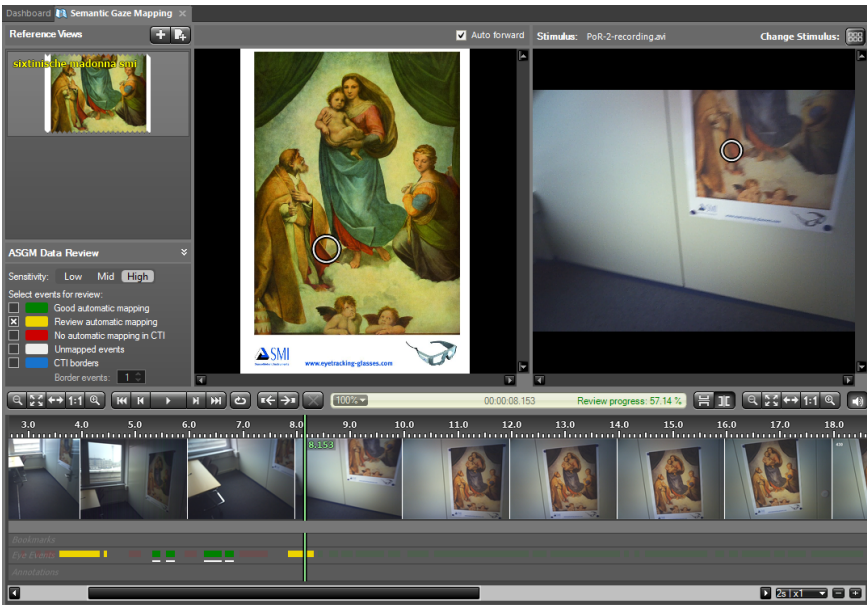 Dashboard Semantic Gaze Mapping
Reference Views
Auto forward
Stimulus: PoR-2-recording.avi
Change Stimulus:
sixtinische madonna smi
ASGM Data Review
Sensitivity: Low Mid High
Select events for review:
Good automatic mapping
Review automatic mapping
No automatic mapping in CTI
Unmapped events
CTI borders
Border events: 1
SMI
www.eyetracking-glasses.com
SMI
1:1
100%
00:00:08.153
Review progress: 57.14 %
1:1
3.0 4.0 5.0 6.0 7.0 8.0 9.0 10.0 11.0 12.0 13.0 14.0 15.0 16.0 17.0 18.0
8.153
Bookmarks
Eye Events
Annotations
2s | x1